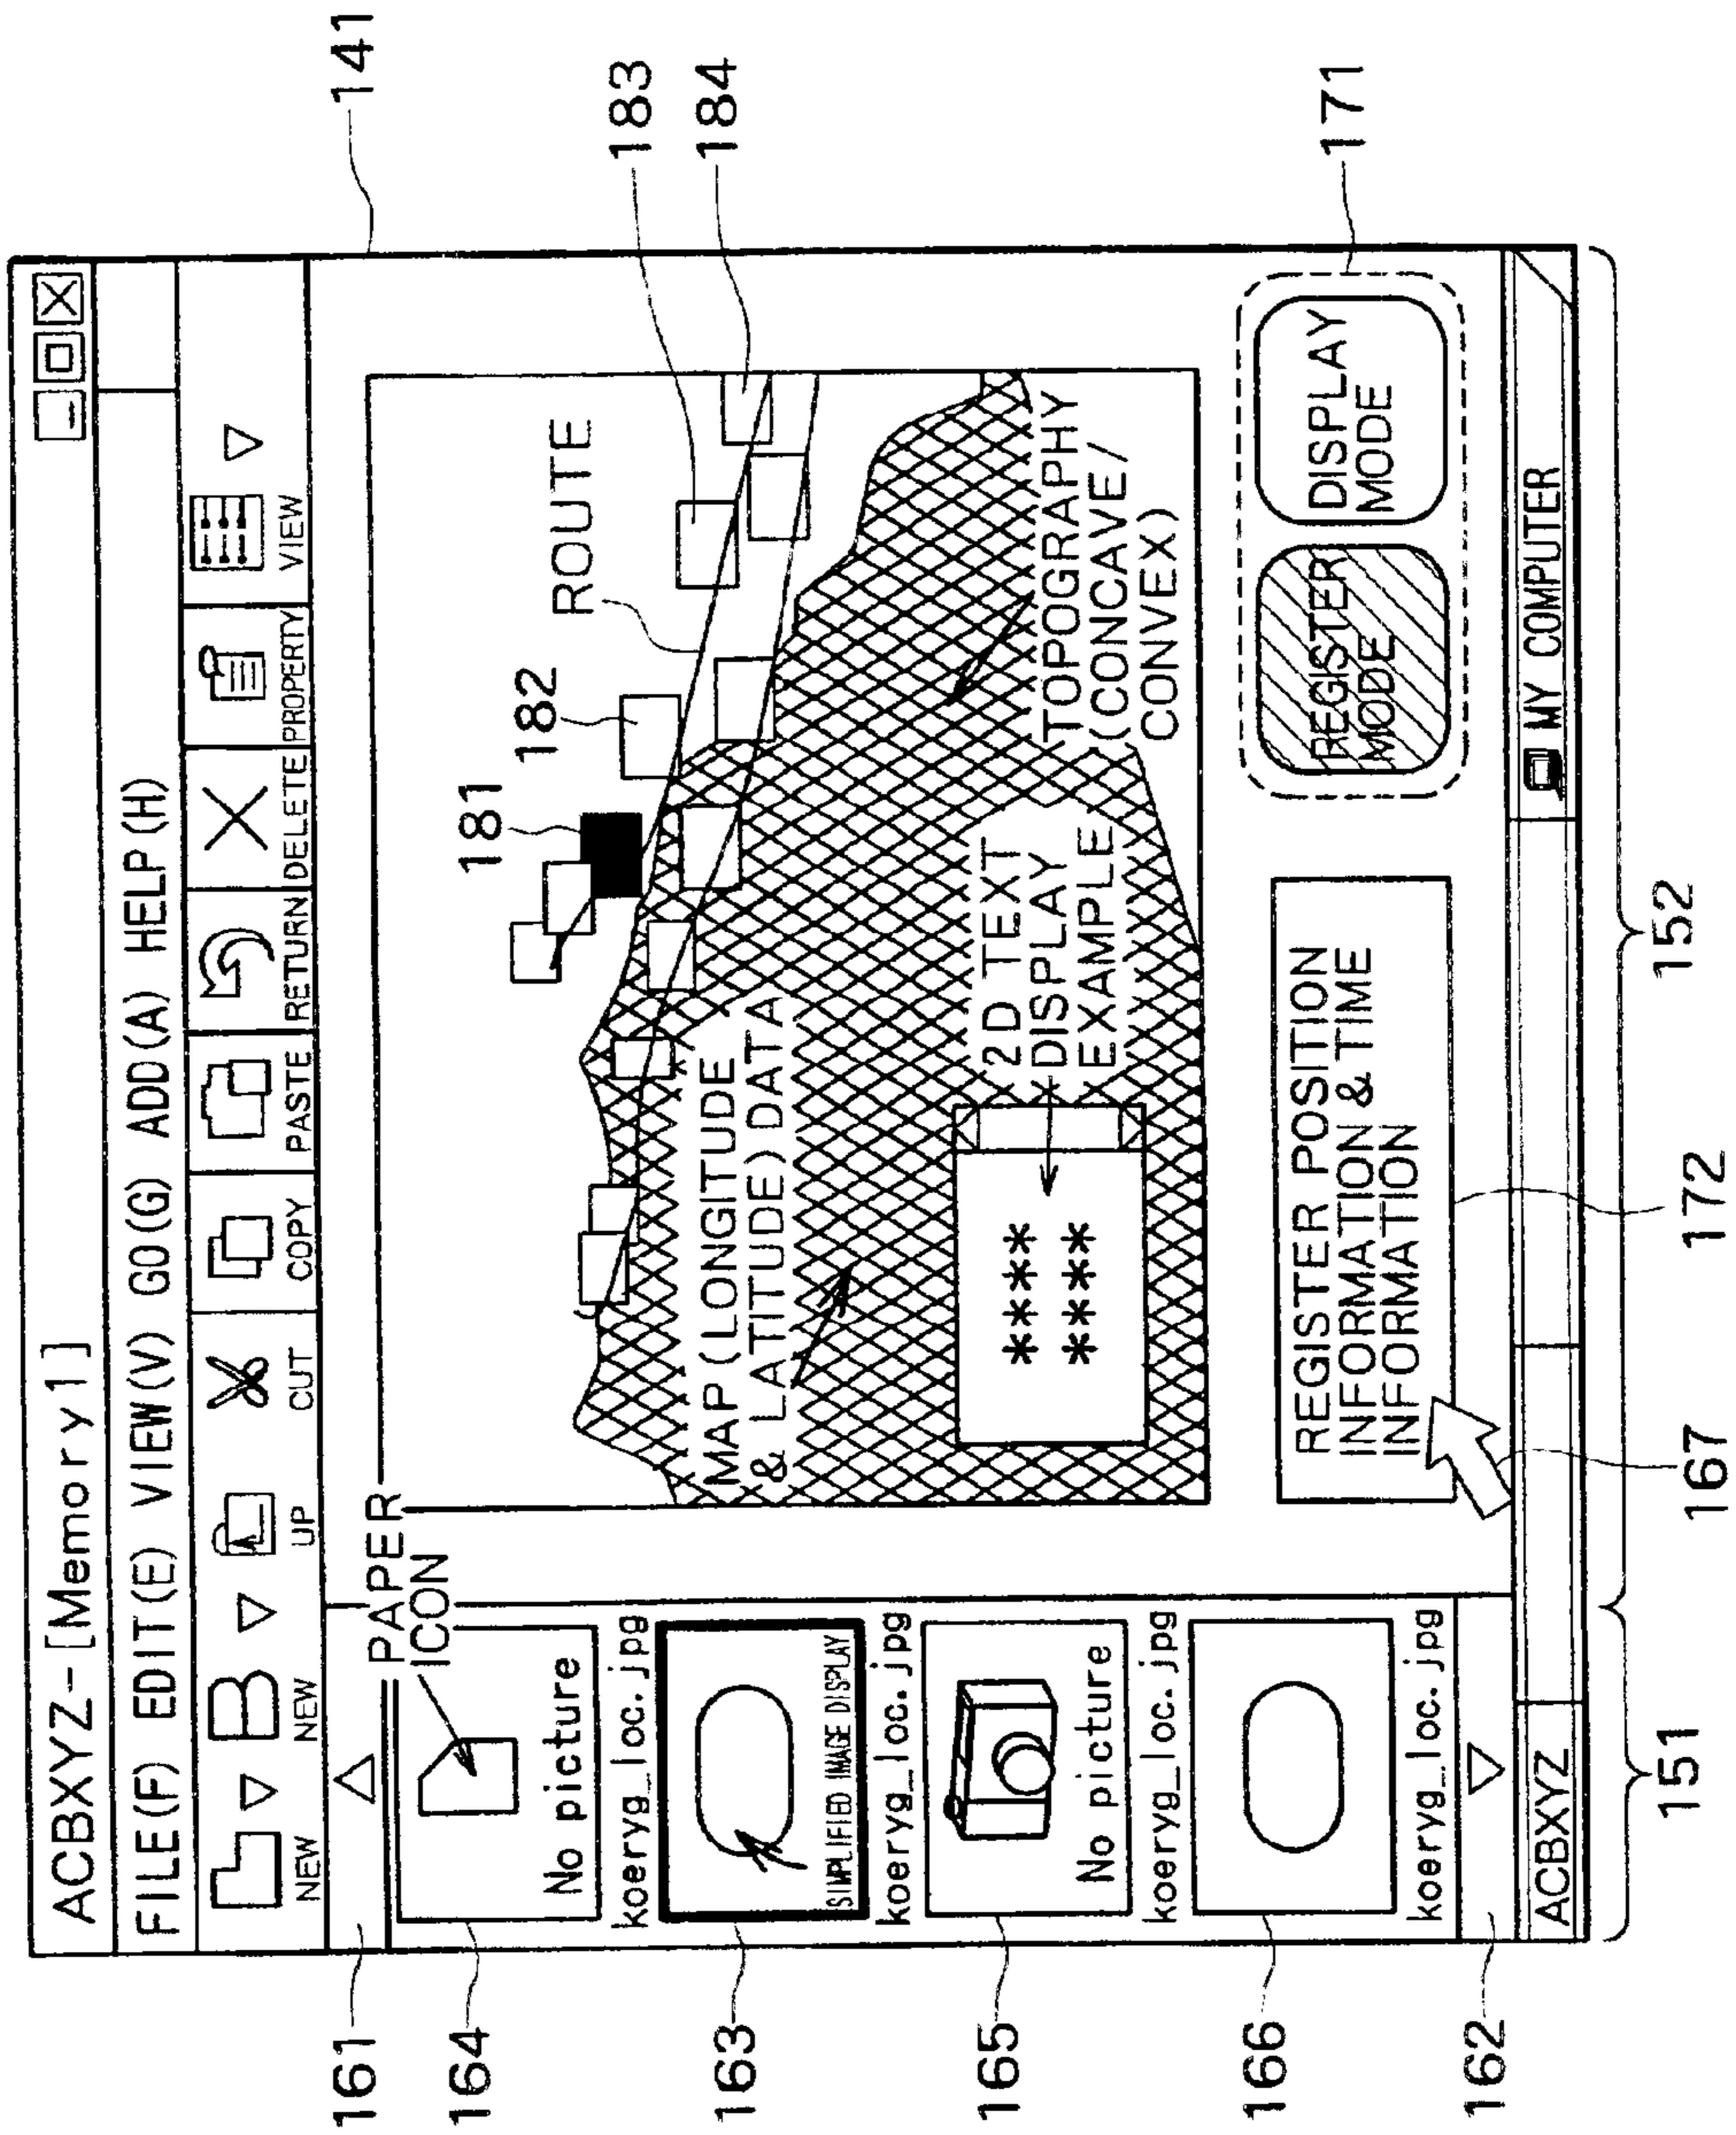 141
ACBXYZ-[Memory1]
FILE(F) EDIT(E) VIEW(V) GO(G) ADD(A) HELP(H)
NEW
B
NEW
UP
CUT
COPY
PASTE
RETURN
DELETE
PROPERTY
VIEW
161
164
163
165
166
162
PAPER
ICON
No picture
koeryg_loc.jpg
SIMPLIFIED IMAGE DISPLAY
koeryg_loc.jpg
No picture
koeryg_loc.jpg
koeryg_loc.jpg
181
182
183
184
ROUTE
MAP (LONGITUDE
& LATITUDE) DATA
2D TEXT
DISPLAY
EXAMPLE
TOPOGRAPHY
(CONCAVE/
CONVEX)
****
****
REGISTER POSITION
INFORMATION & TIME
INFORMATION
REGISTER
MODE
DISPLAY
MODE
171
ACBXYZ
MY COMPUTER
151
167
172
152